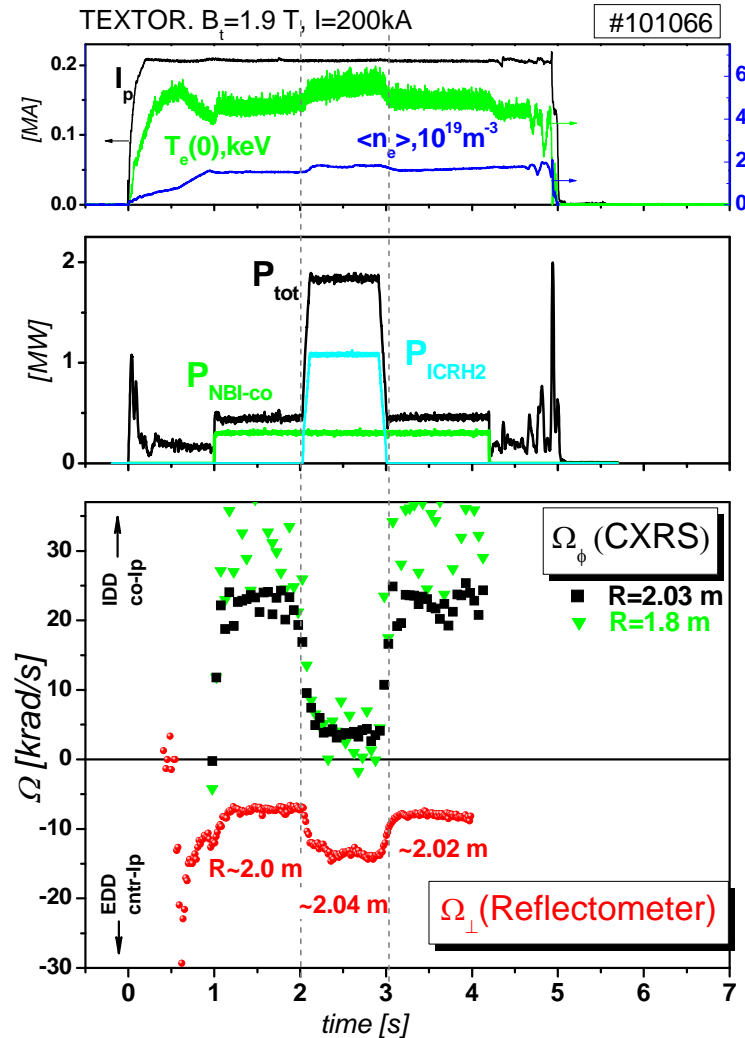 TEXTOR. B_t=1.9 T, I=200kA
#101066
0.2
0.1
0.0
[MA]
I_p
T_e(0),keV
<n_e>,10^19m^-3
6
4
2
0
2
1
0
[MW]
P_tot
P_NBI-co
P_ICRH2
30
20
10
0
-10
-20
-30
Ω [krad/s]
IDD
co-Ip
EDD
cntr-Ip
Ω_ϕ (CXRS)
R=2.03 m
R=1.8 m
R~2.0 m
~2.04 m
~2.02 m
Ω_⊥(Reflectometer)
0 1 2 3 4 5 6 7
time [s]